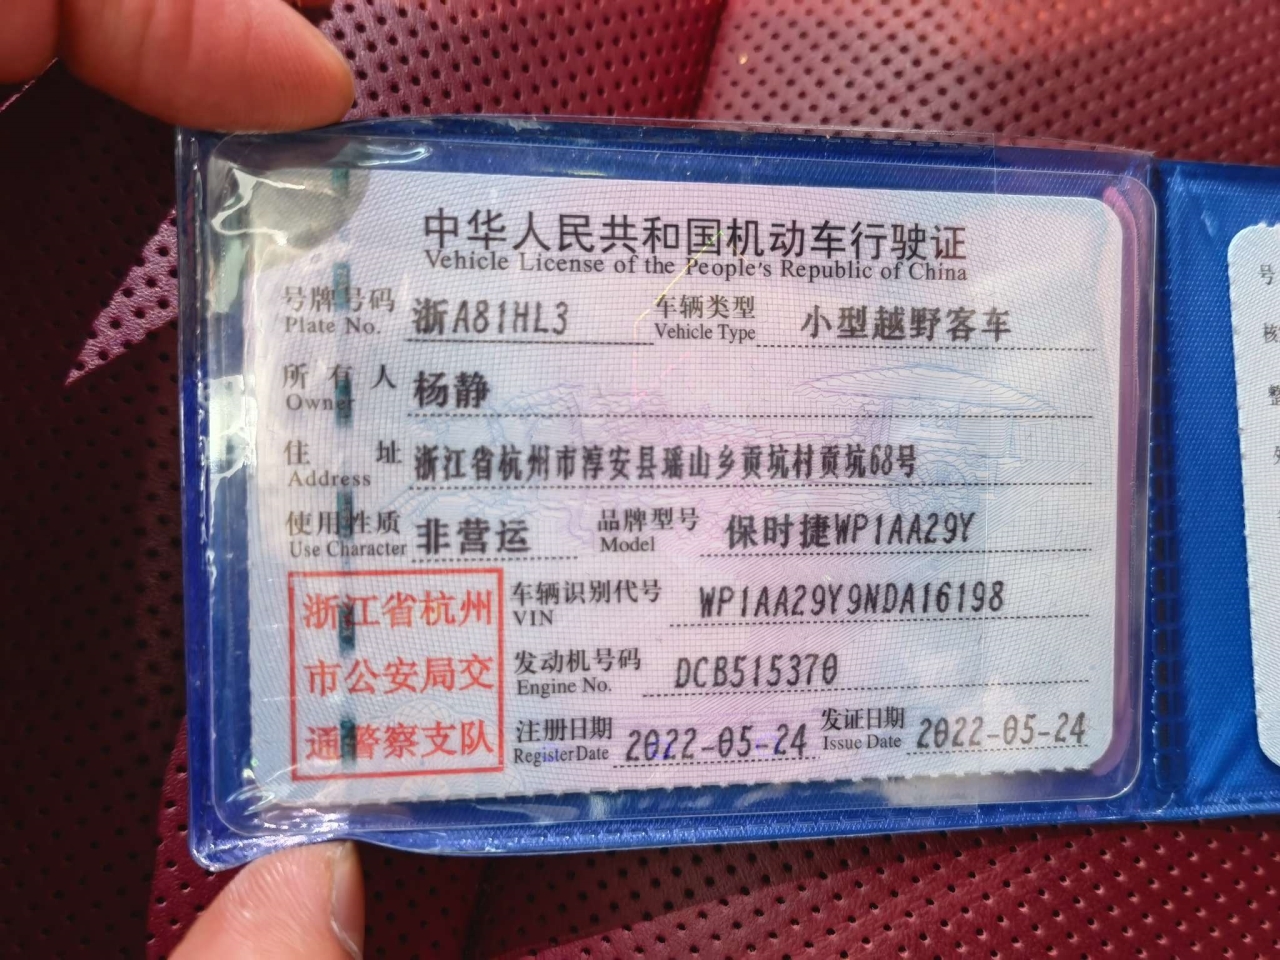 中华人民共和国机动车行驶证
Vehicle License of the People's Republic of China
号牌号码 浙A81HL3 车辆类型 小型越野客车
Plate No. Vehicle Type
所有人 杨静
Owner
住址 浙江省杭州市淳安县瑶山乡贡坑村贡坑68号
Address
使用性质 非营运 品牌型号 保时捷WP1AA29Y
Use Character Model
车辆识别代号 WP1AA29Y9NDA16198
VIN
发动机号码 DCB515370
Engine No.
注册日期 2022-05-24 发证日期 2022-05-24
Register Date Issue Date
浙江省杭州
市公安局交
通警察支队
号
核
整